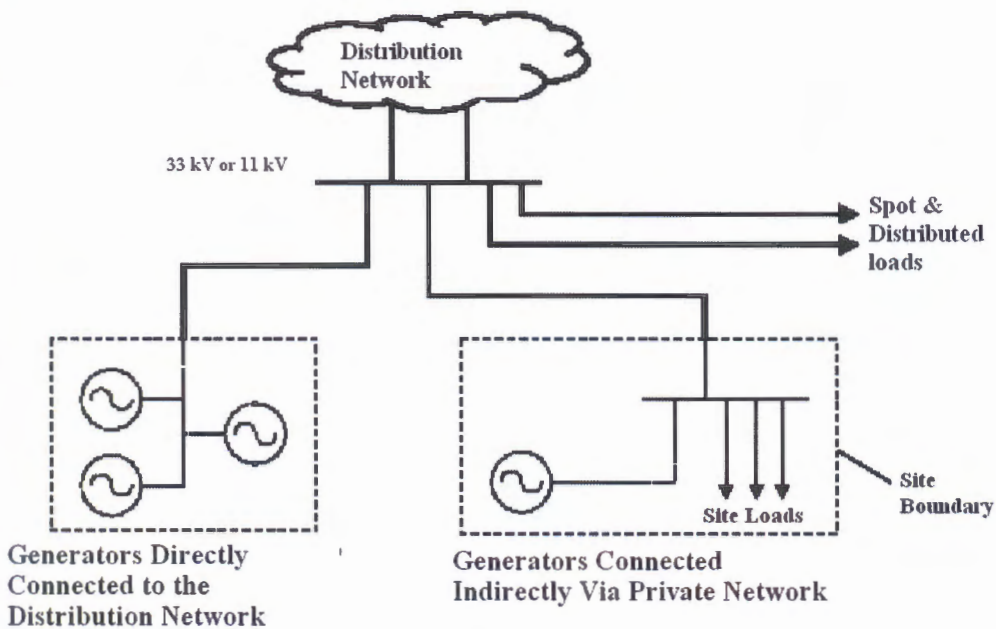 Distribution
Network
33 kV or 11 kV
Spot &
Distributed
loads
Site Loads
Site
Boundary
Generators Directly
Connected to the
Distribution Network
Generators Connected
Indirectly Via Private Network